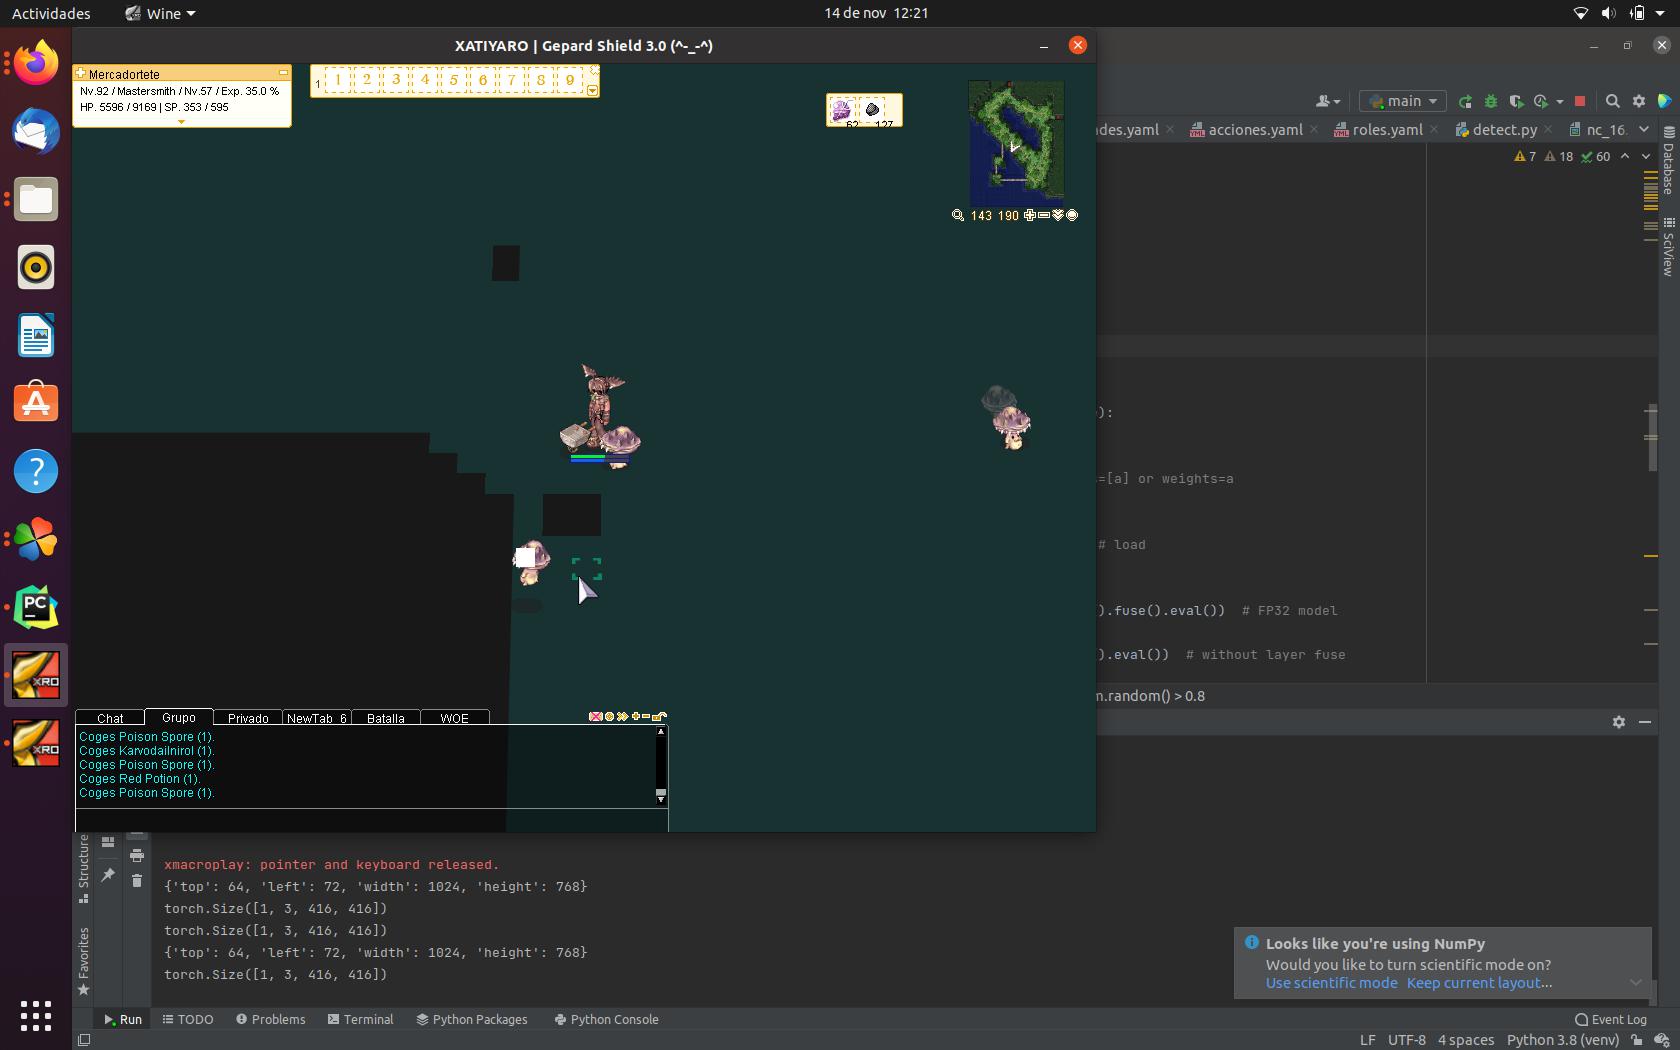 Actividades
Wine
14 de nov 12:21
XATIYARO | Gepard Shield 3.0 (^-_-^)
Mercadortete
Nv.92 / Mastersmith / Nv.57 / Exp. 35.0 %
HP. 5596 / 9169 | SP. 353 / 595
1 1 2 3 4 5 6 7 8 9
62 127
143 190
main
des.yaml acciones.yaml roles.yaml detect.py nc_16.
7 18 60
Database
SciView
):
=[a] or weights=a
# load
).fuse().eval()) # FP32 model
).eval()) # without layer fuse
m.random() > 0.8
PC
XRO
XRO
Chat Grupo Privado NewTab_6 Batalla WOE
Coges Poison Spore (1).
Coges Karvodailnirol (1).
Coges Poison Spore (1).
Coges Red Potion (1).
Coges Poison Spore (1).
Structure
Favorites
xmacroplay: pointer and keyboard released.
{'top': 64, 'left': 72, 'width': 1024, 'height': 768}
torch.Size([1, 3, 416, 416])
torch.Size([1, 3, 416, 416])
{'top': 64, 'left': 72, 'width': 1024, 'height': 768}
torch.Size([1, 3, 416, 416])
Looks like you're using NumPy
Would you like to turn scientific mode on?
Use scientific mode Keep current layout...
Run TODO Problems Terminal Python Packages Python Console
Event Log
LF UTF-8 4 spaces Python 3.8 (venv)